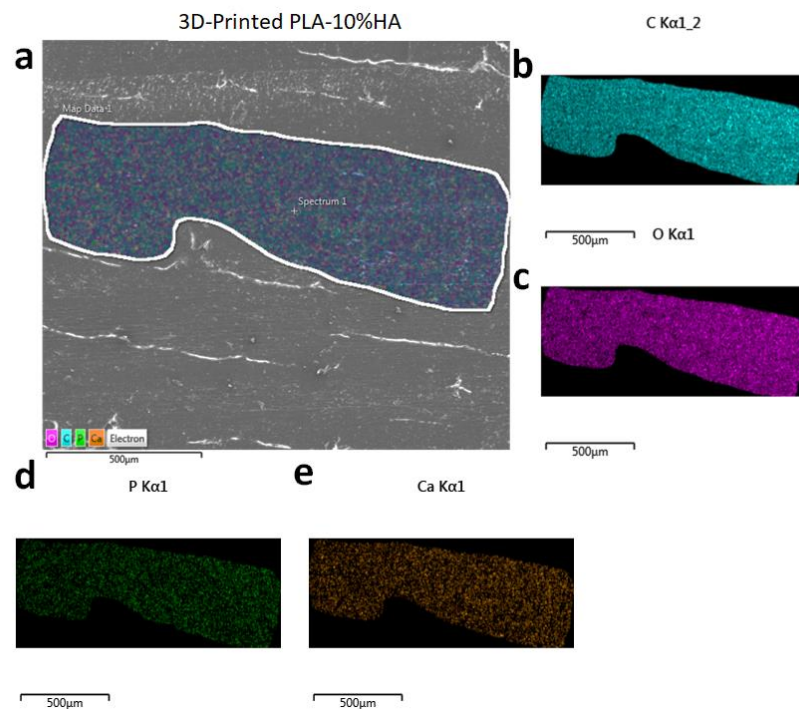 3D-Printed PLA-10%HA
C Kα1_2
a
b
Map Data 1
Spectrum 1
500µm
O Kα1
c
O C P Ca Electron
500µm
500µm
d
e
P Kα1
Ca Kα1
500µm
500µm